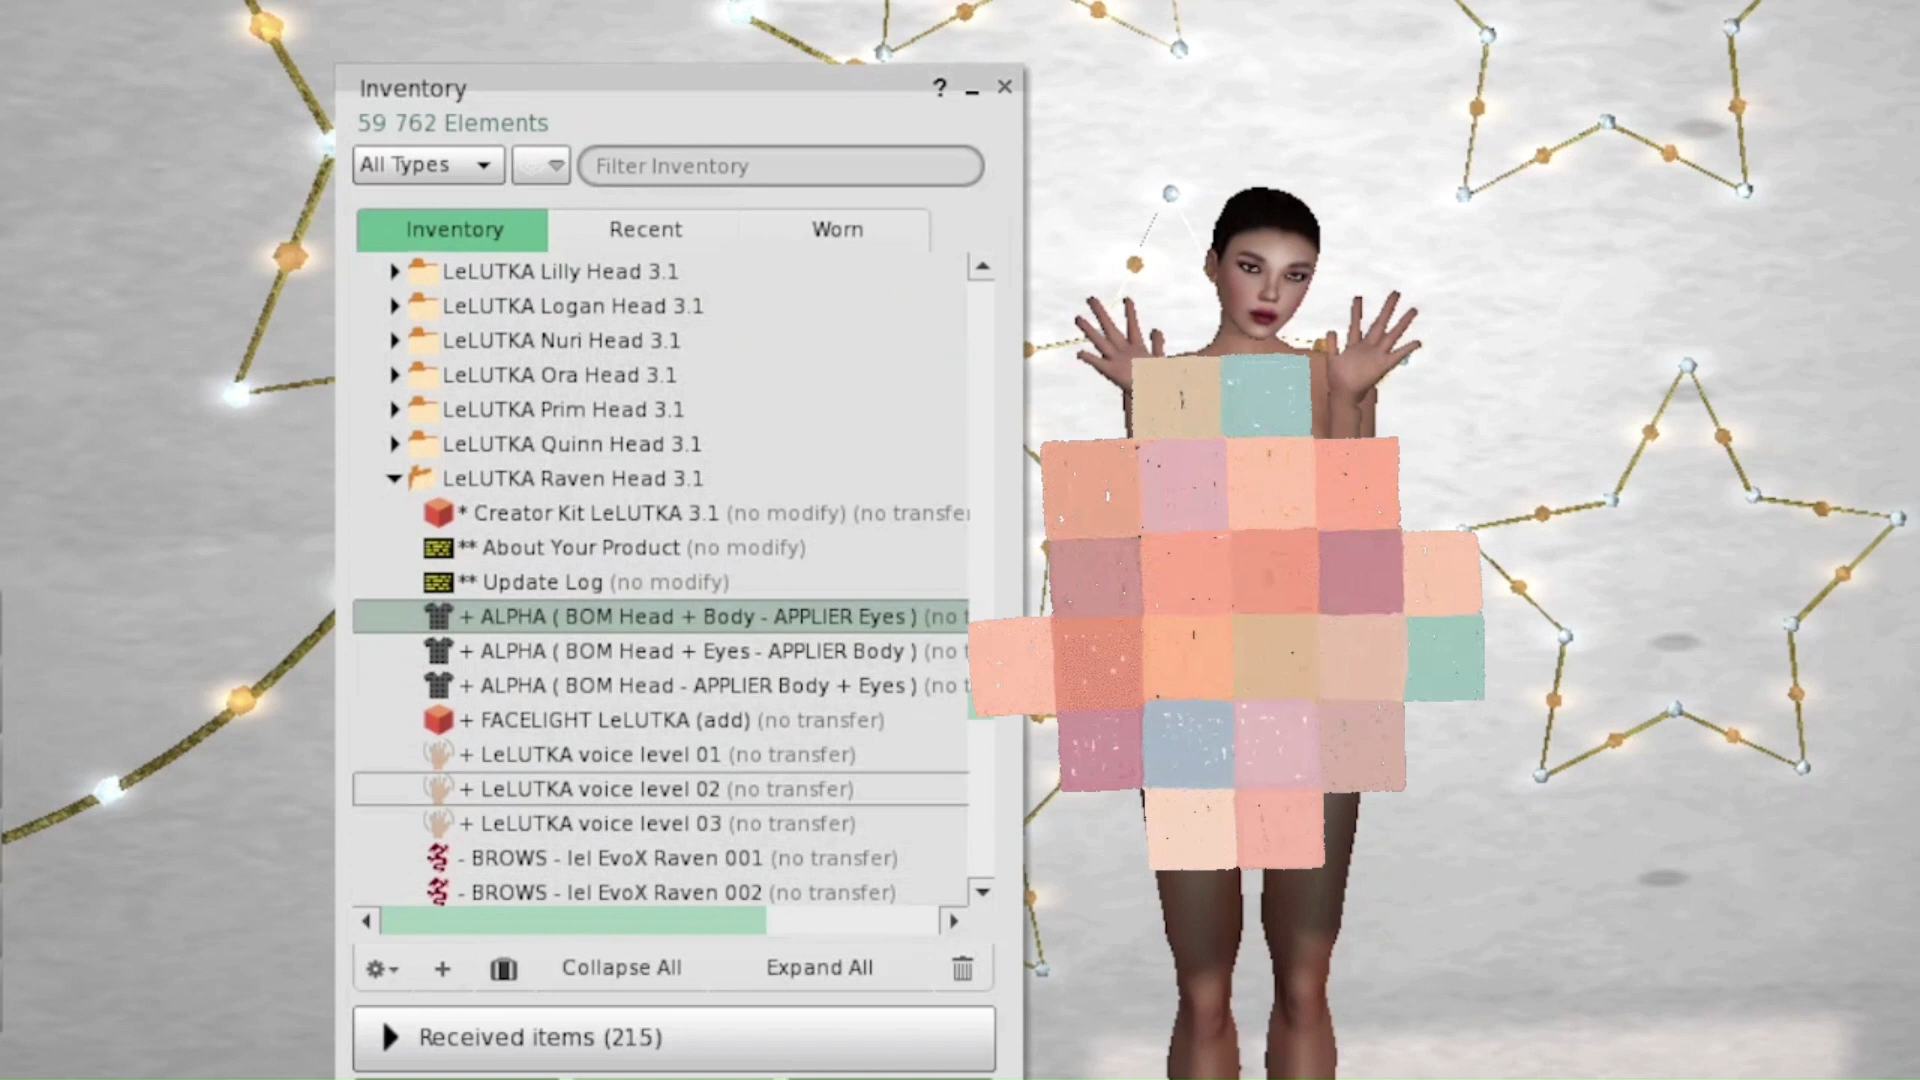 Inventory
59 762 Elements
All Types
Filter Inventory
Inventory Recent Worn
LeLUTKA Lilly Head 3.1
LeLUTKA Logan Head 3.1
LeLUTKA Nuri Head 3.1
LeLUTKA Ora Head 3.1
LeLUTKA Prim Head 3.1
LeLUTKA Quinn Head 3.1
LeLUTKA Raven Head 3.1
* Creator Kit LeLUTKA 3.1 (no modify) (no transfe
** About Your Product (no modify)
** Update Log (no modify)
+ ALPHA ( BOM Head + Body - APPLIER Eyes ) (no t
+ ALPHA ( BOM Head + Eyes - APPLIER Body ) (no t
+ ALPHA ( BOM Head - APPLIER Body + Eyes ) (no t
+ FACELIGHT LeLUTKA (add) (no transfer)
+ LeLUTKA voice level 01 (no transfer)
+ LeLUTKA voice level 02 (no transfer)
+ LeLUTKA voice level 03 (no transfer)
- BROWS - lel EvoX Raven 001 (no transfer)
- BROWS - lel EvoX Raven 002 (no transfer)
Collapse All Expand All
Received items (215)